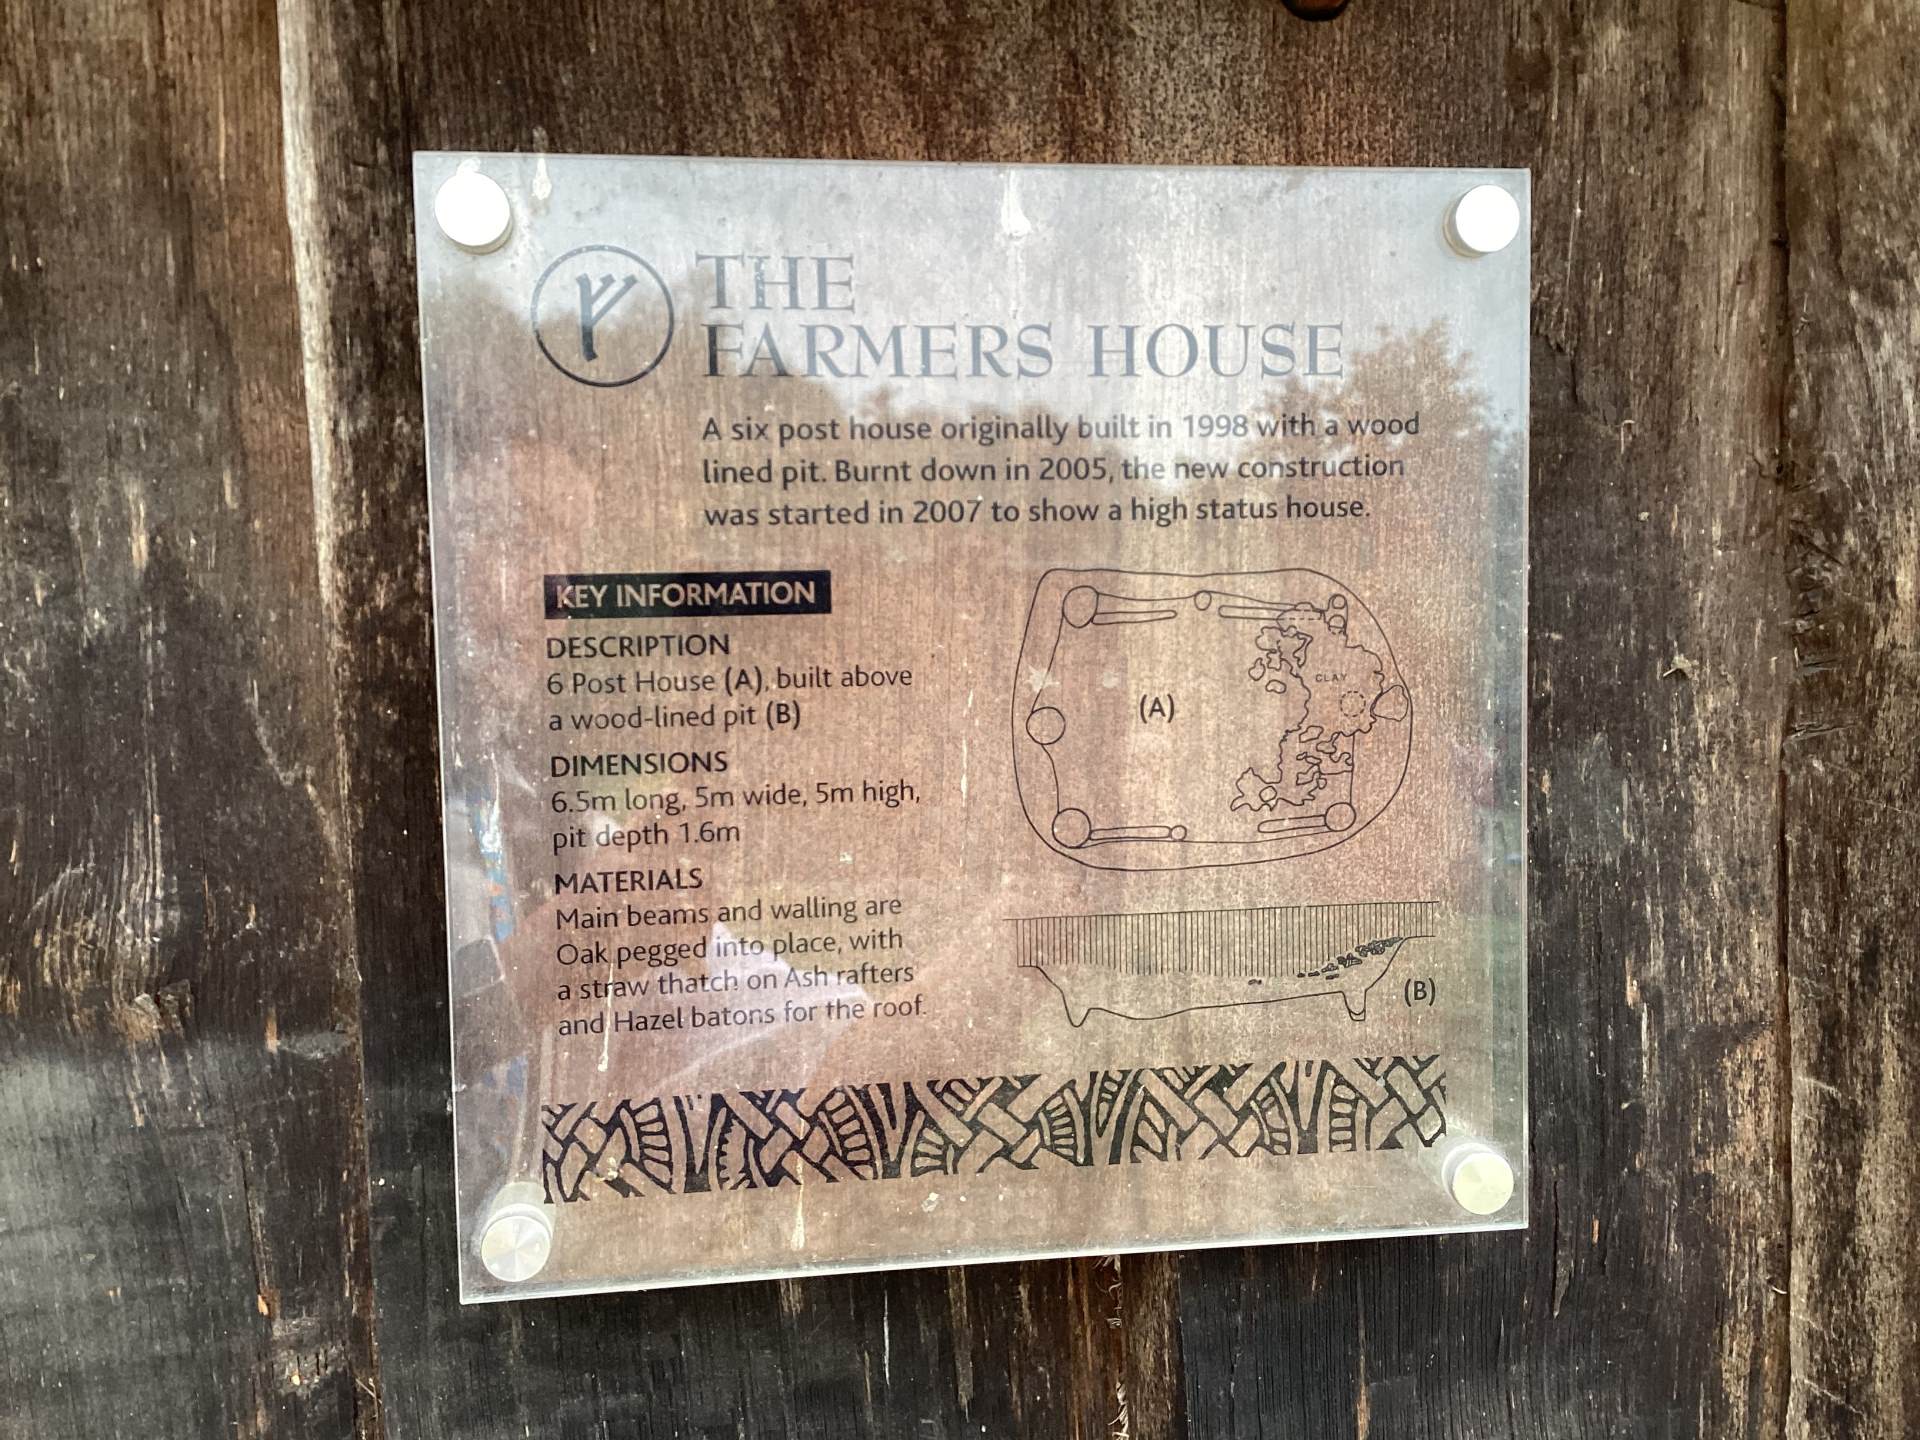 THE
FARMERS HOUSE
A six post house originally built in 1998 with a wood
lined pit. Burnt down in 2005, the new construction
was started in 2007 to show a high status house.
KEY INFORMATION
DESCRIPTION
6 Post House (A), built above
a wood-lined pit (B)
DIMENSIONS
6.5m long, 5m wide, 5m high,
pit depth 1.6m
MATERIALS
Main beams and walling are
Oak pegged into place, with
a straw thatch on Ash rafters
and Hazel batons for the roof.
CLAY
(A)
(B)